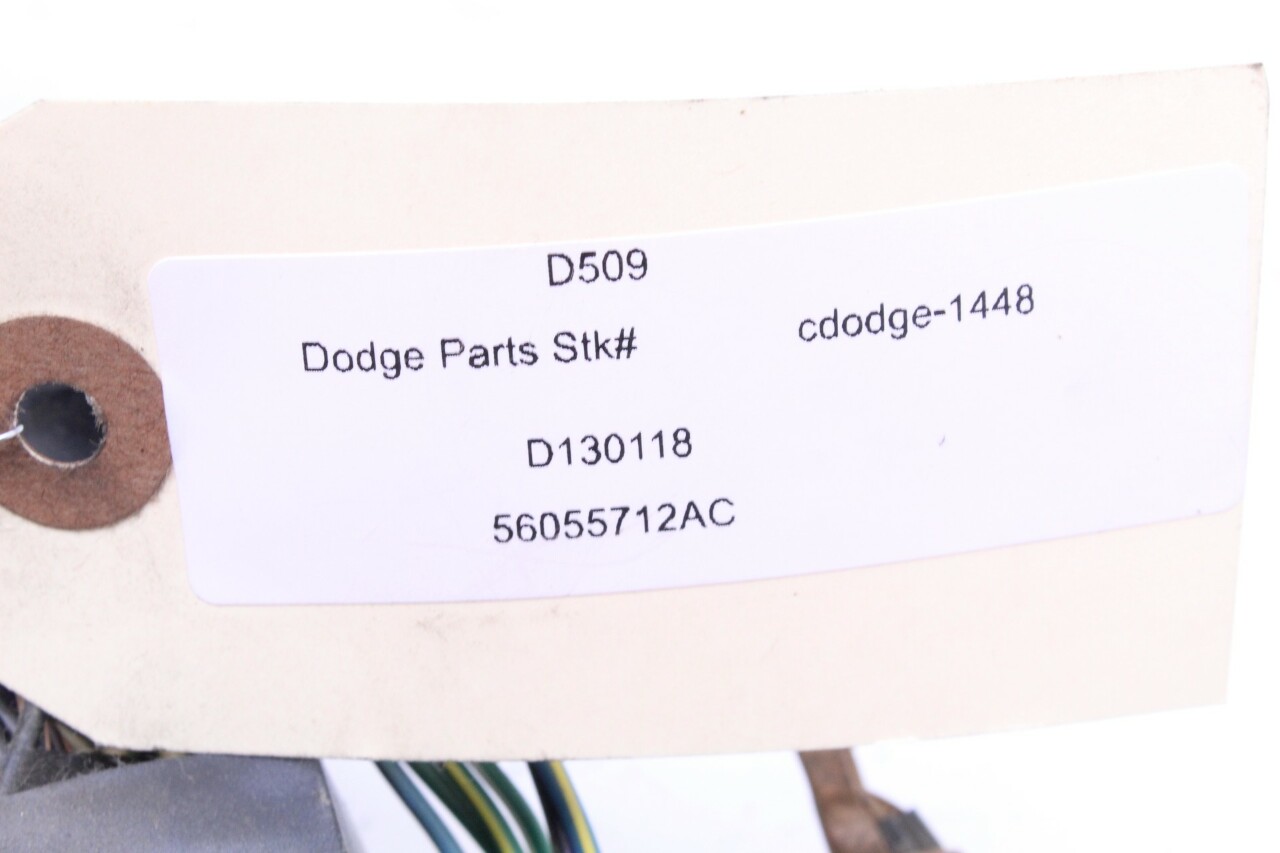 D509
Dodge Parts Stk# cdodge-1448
D130118
56055712AC